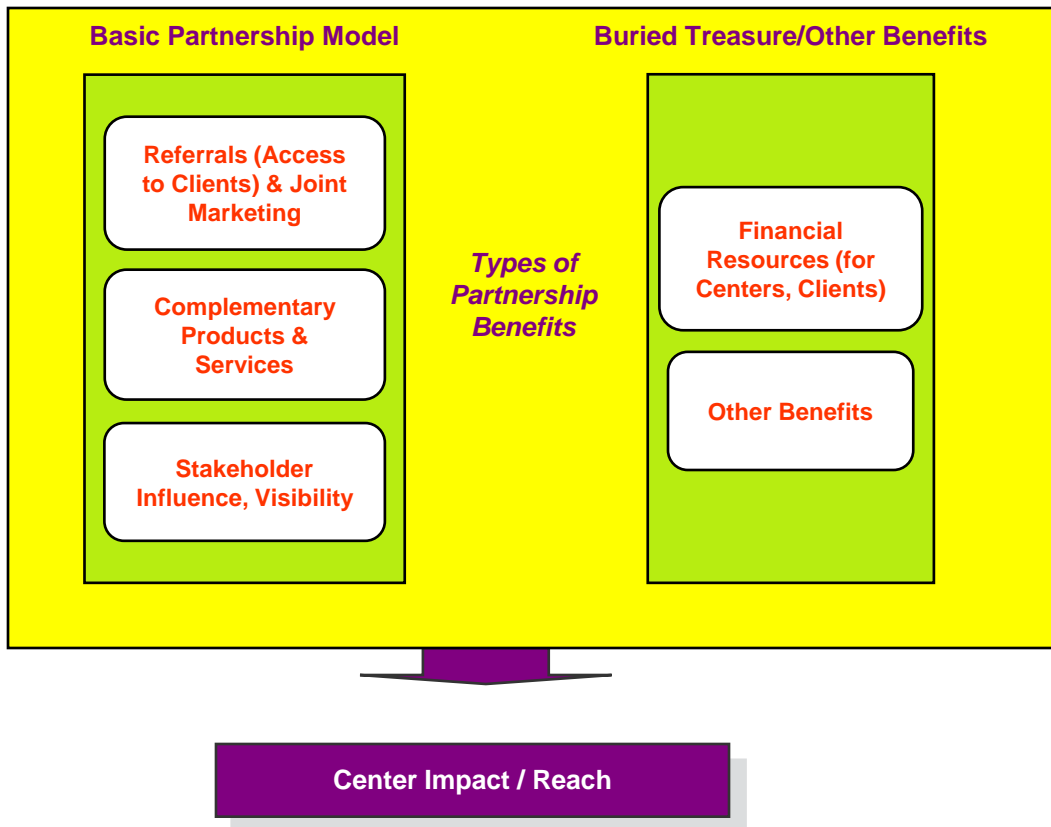 Basic Partnership Model
Buried Treasure/Other Benefits
Referrals (Access
to Clients) & Joint
Marketing
Complementary
Products &
Services
Stakeholder
Influence, Visibility
Types of
Partnership
Benefits
Financial
Resources (for
Centers, Clients)
Other Benefits
Center Impact / Reach